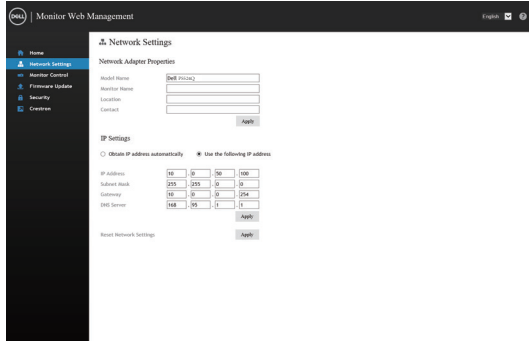 DELL | Monitor Web Management
English
Home
Network Settings
Monitor Control
Firmware Update
Security
Crestron
Network Settings
Network Adapter Properties
Model Name Dell
Monitor Name
Location
Contact
Apply
IP Settings
Obtain IP address automatically Use the following IP address
IP Address 10 . 0 . 50 . 100
Subnet Mask 255 . 255 . 0 . 0
Gateway 10 . 0 . 0 . 254
DNS Server 168 . 95 . 1 . 1
Apply
Reset Network Settings Apply